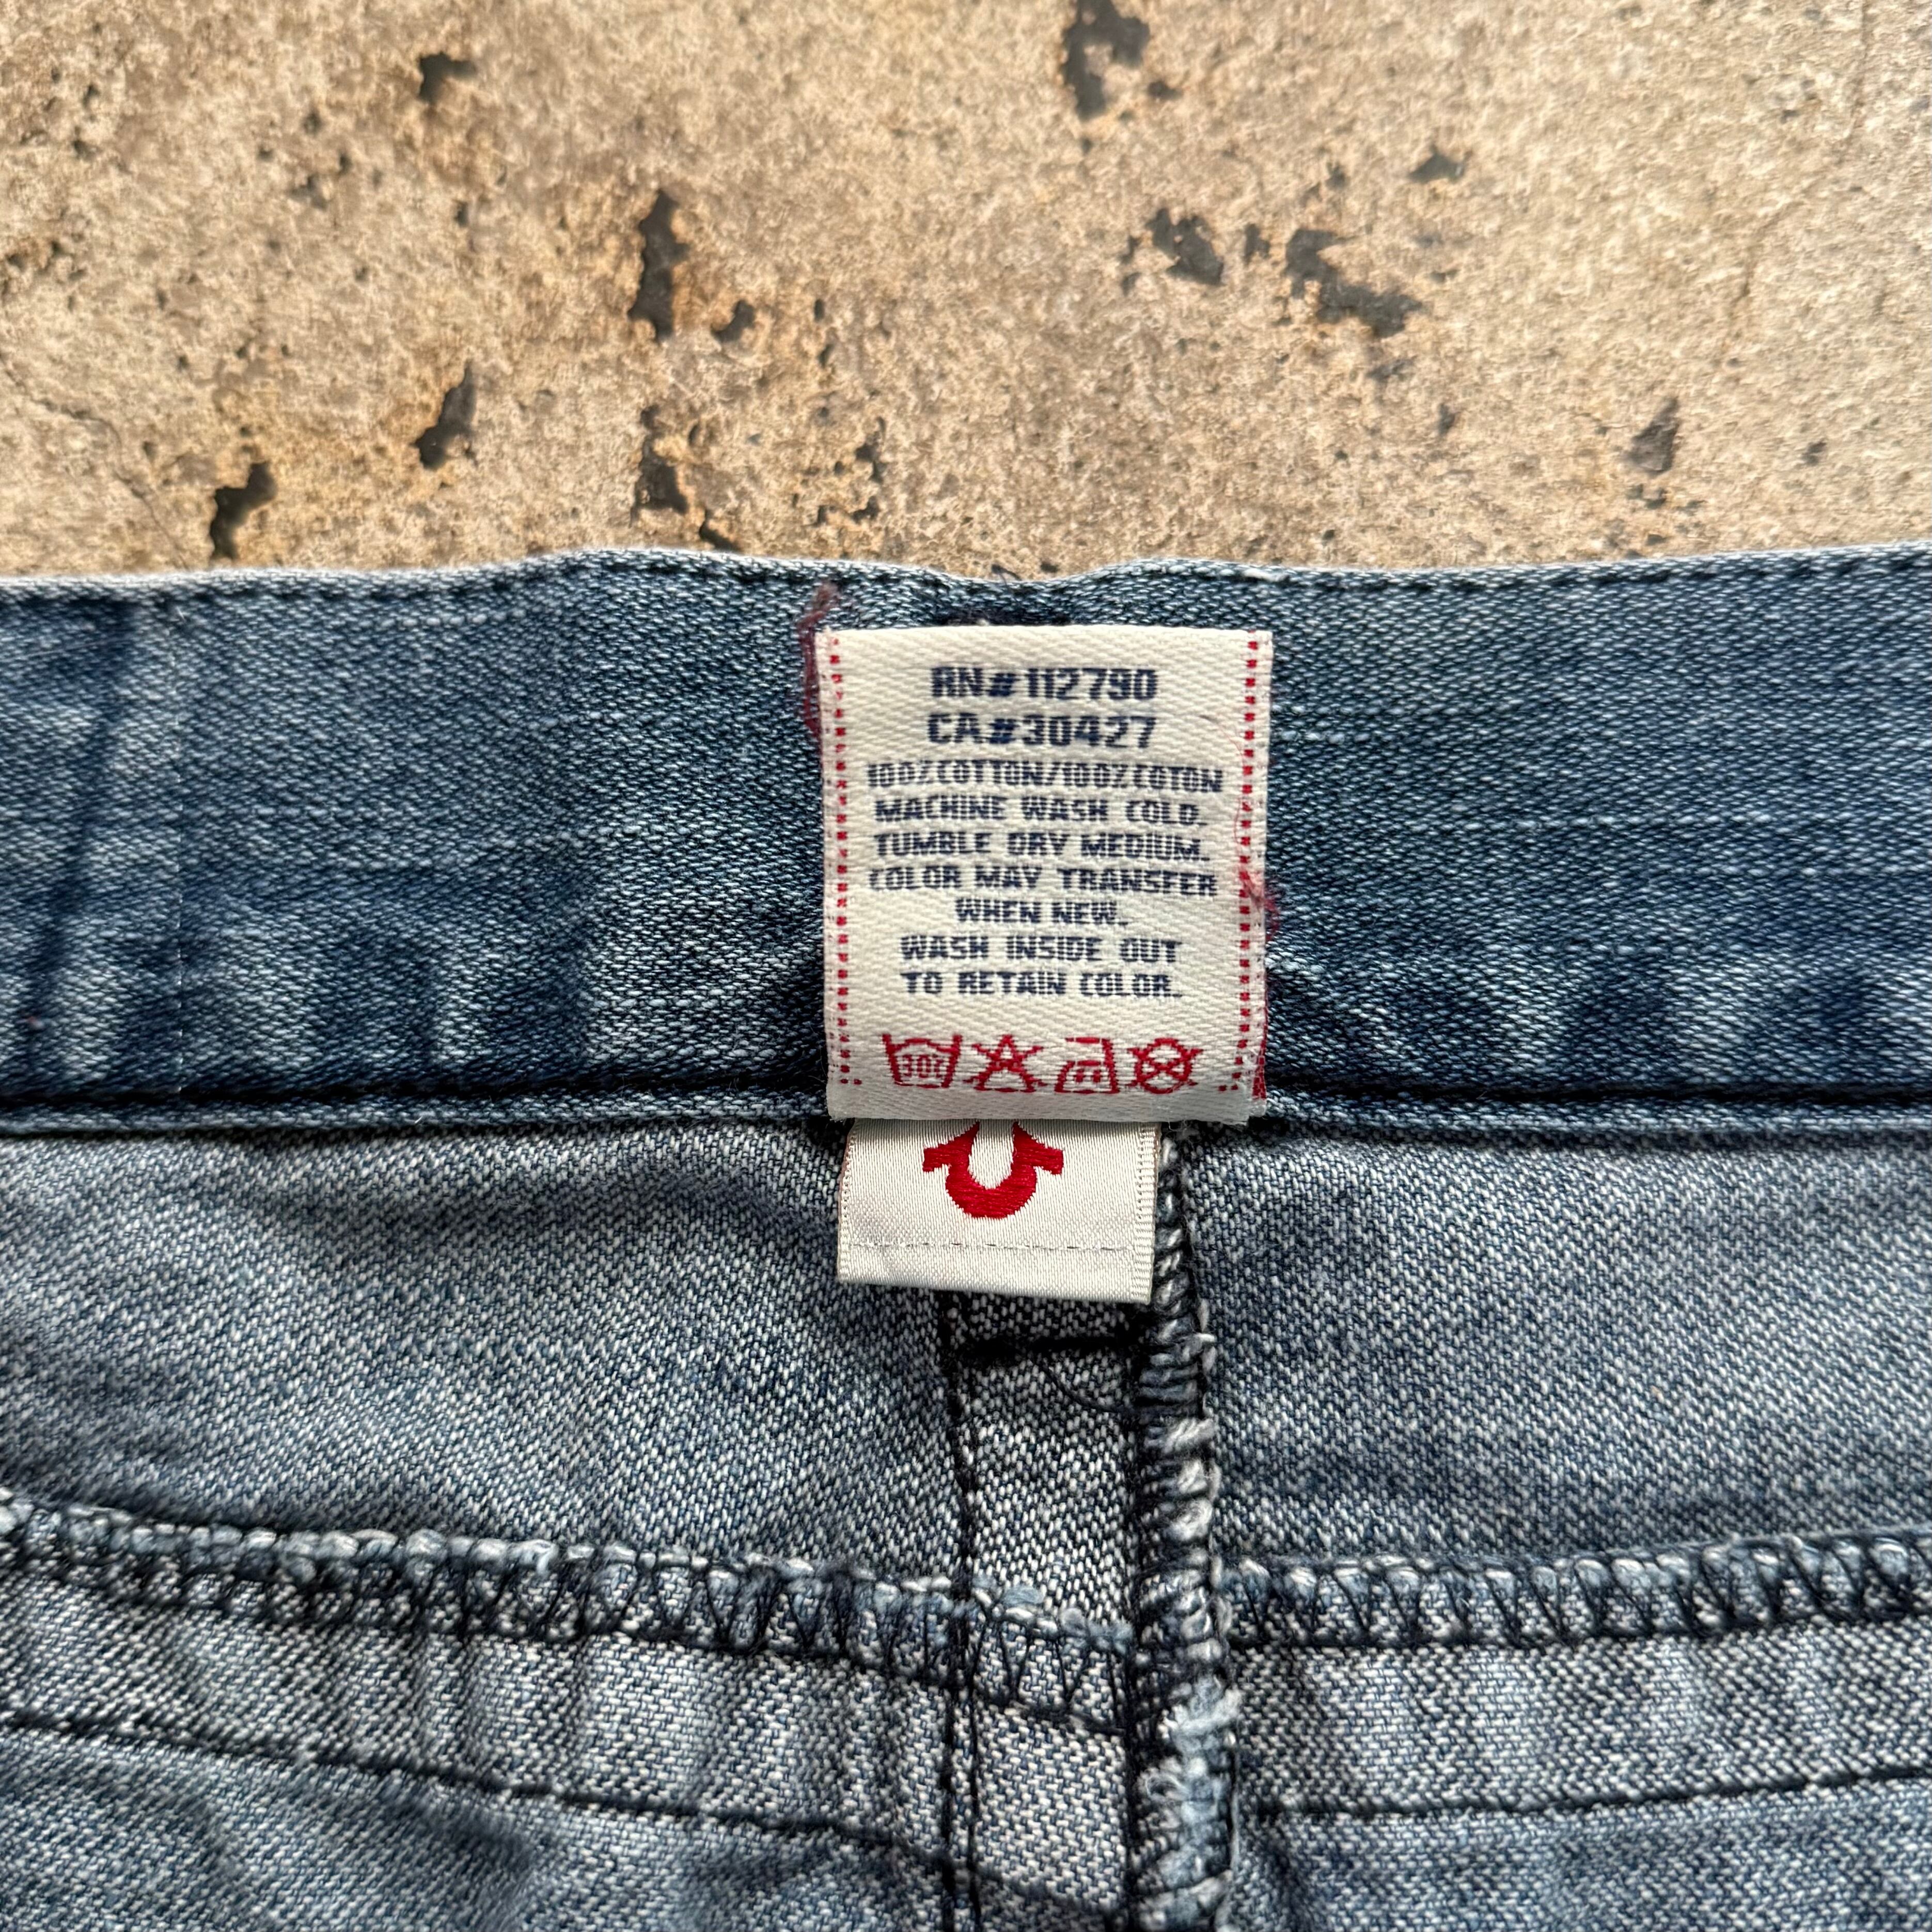 RN#112790
CA#30427
100%COTTON/100%COTON
MACHINE WASH COLD.
TUMBLE DRY MEDIUM.
COLOR MAY TRANSFER
WHEN NEW.
WASH INSIDE OUT
TO RETAIN COLOR.
30C